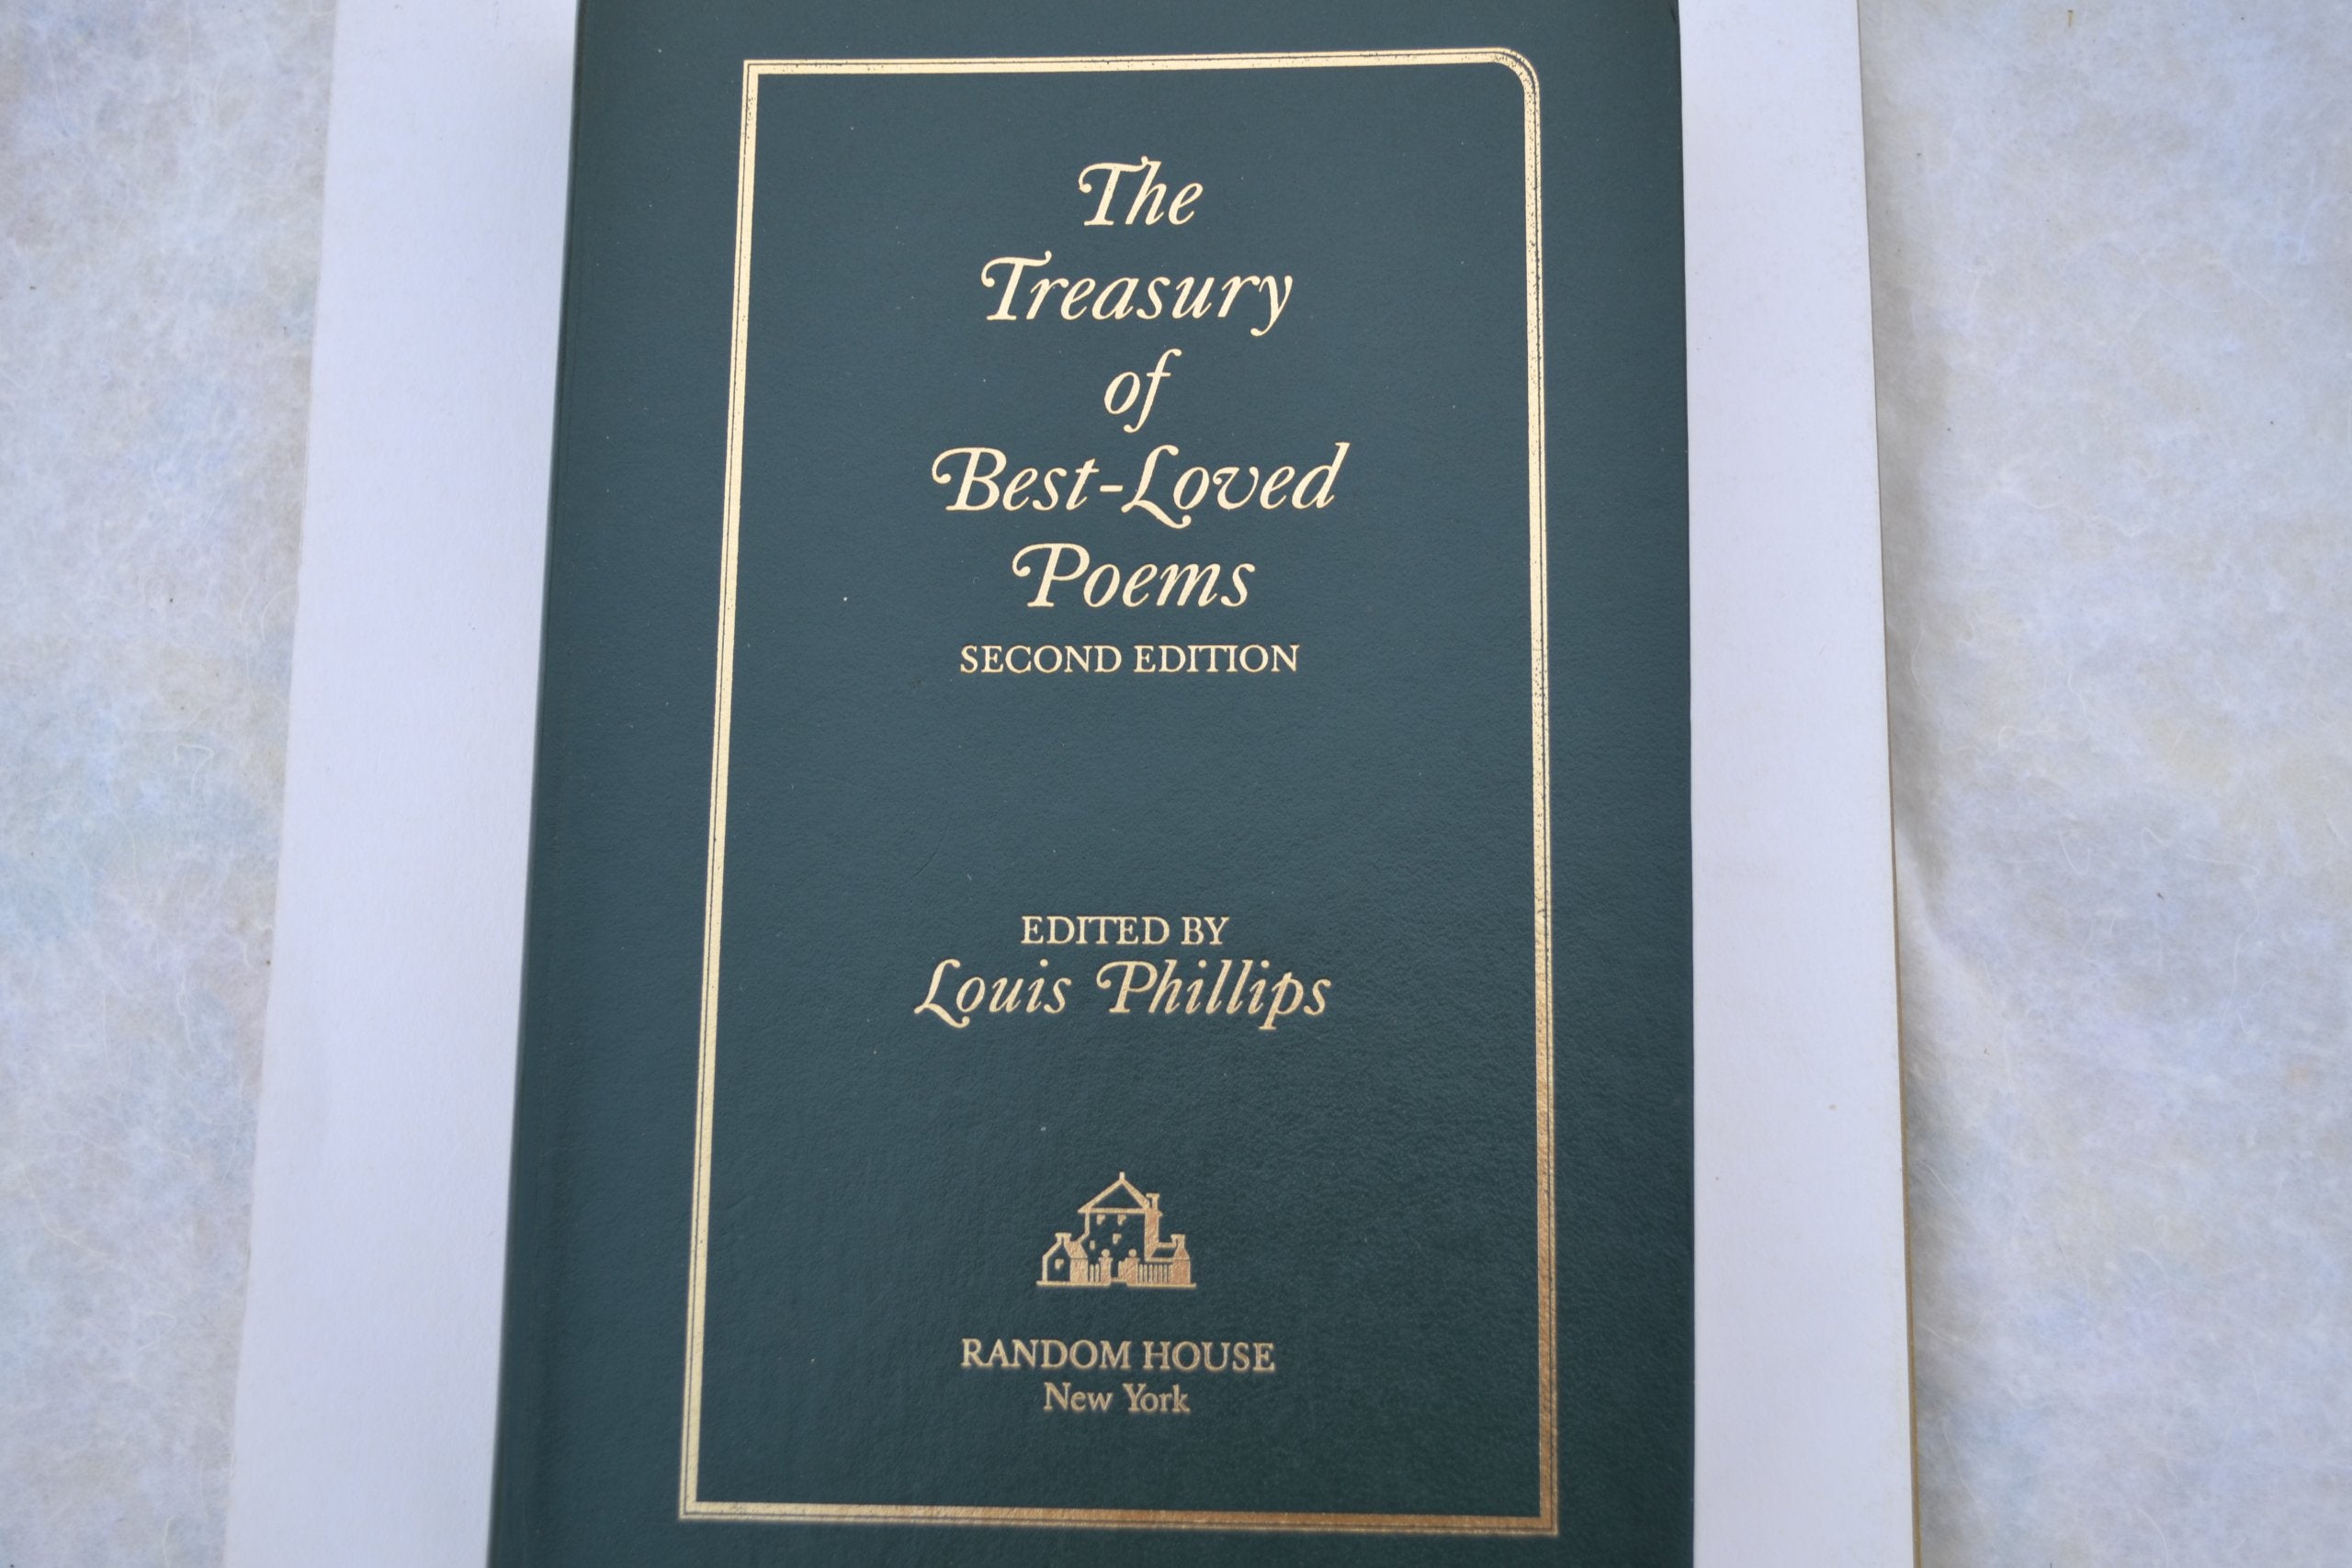 The
Treasury
of
Best-Loved
Poems
SECOND EDITION
EDITED BY
Louis Phillips
RANDOM HOUSE
New York